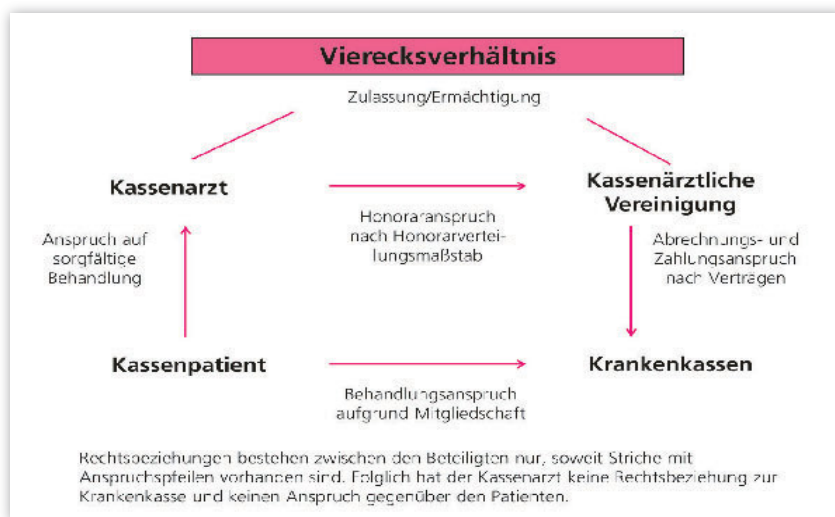 Vierecksverhältnis
Zulassung/Ermächtigung
Kassenarzt
Kassenärztliche
Vereinigung
Anspruch auf
sorgfältige
Behandlung
Honoraranspruch
nach Honorarvertei-
lungsmaßstab
Abrechnungs- und
Zahlungsanspruch
nach Verträgen
Kassenpatient
Krankenkassen
Behandlungsanspruch
aufgrund Mitgliedschaft
Rechtsbeziehungen bestehen zwischen den Beteiligten nur, soweit Striche mit
Anspruchspfeilen vorhanden sind. Folglich hat der Kassenarzt keine Rechtsbeziehung zur
Krankenkasse und keinen Anspruch gegenüber den Patienten.